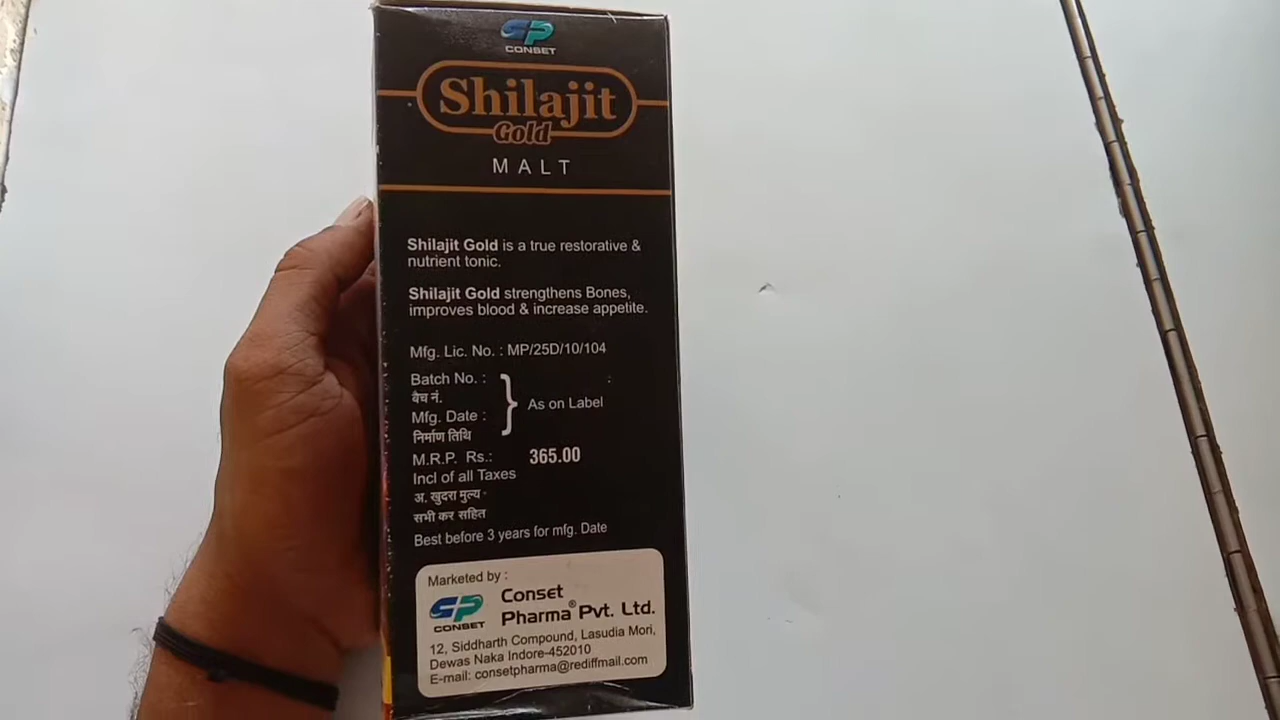 CONSET
Shilajit
Gold
MALT
Shilajit Gold is a true restorative &
nutrient tonic.
Shilajit Gold strengthens Bones,
improves blood & increase appetite.
Mfg. Lic. No. : MP/25D/10/104
Batch No. :
बैच नं.
Mfg. Date :
निर्माण तिथि
} As on Label
M.R.P. Rs.: 365.00
Incl of all Taxes
अ. खुदरा मुल्य
सभी कर सहित
Best before 3 years for mfg. Date
Marketed by :
CONSET
Conset
Pharma® Pvt. Ltd.
12, Siddharth Compound, Lasudia Mori,
Dewas Naka Indore-452010
E-mail: consetpharma@rediffmail.com